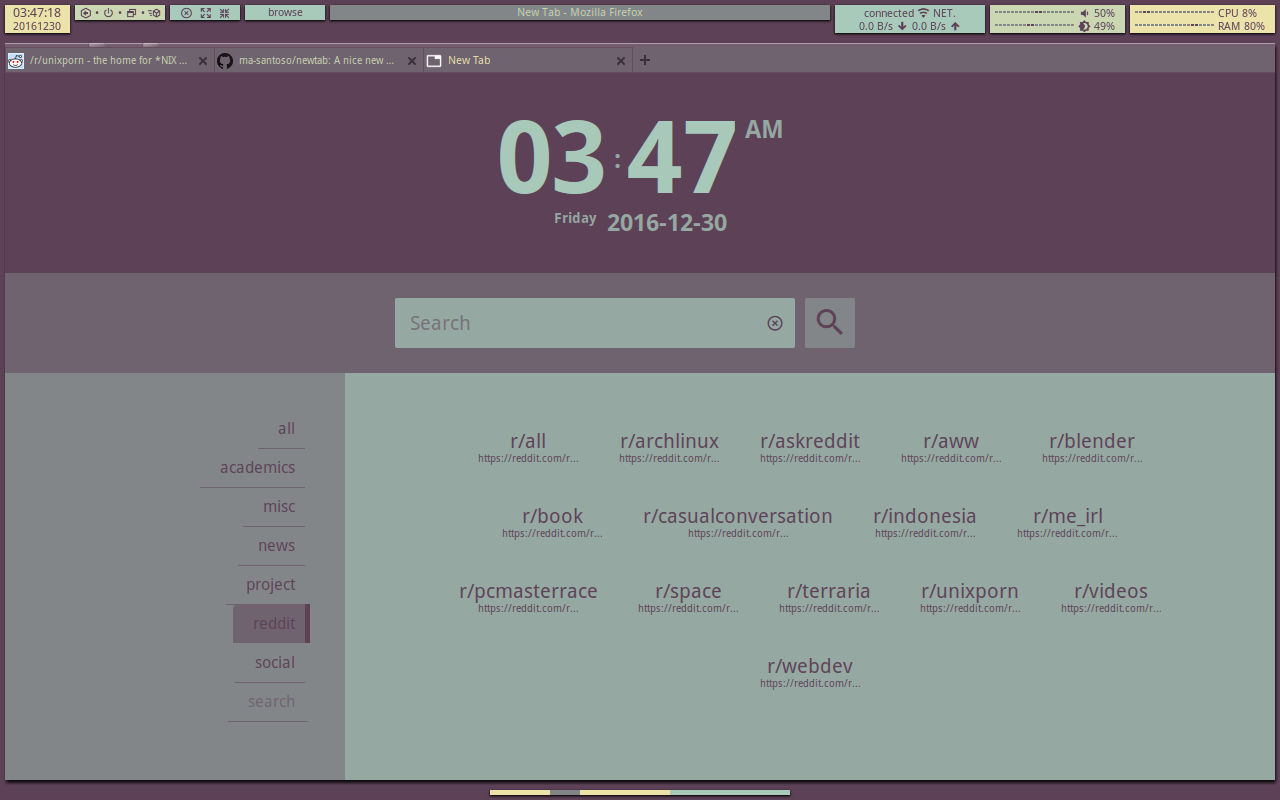 03:47:18
20161230
browse
New Tab - Mozilla Firefox
connected NET.
0.0 B/s 0.0 B/s
50%
49%
CPU 8%
RAM 80%
/r/unixporn - the home for *NIX ...
ma-santoso/newtab: A nice new ...
New Tab
03:47 AM
Friday 2016-12-30
Search
all
academics
misc
news
project
reddit
social
search
r/all r/archlinux r/askreddit r/aww r/blender
https://reddit.com/r... https://reddit.com/r... https://reddit.com/r... https://reddit.com/r... https://reddit.com/r...
r/book r/casualconversation r/indonesia r/me_irl
https://reddit.com/r... https://reddit.com/r... https://reddit.com/r... https://reddit.com/r...
r/pcmasterrace r/space r/terraria r/unixporn r/videos
https://reddit.com/r... https://reddit.com/r... https://reddit.com/r... https://reddit.com/r... https://reddit.com/r...
r/webdev
https://reddit.com/r...